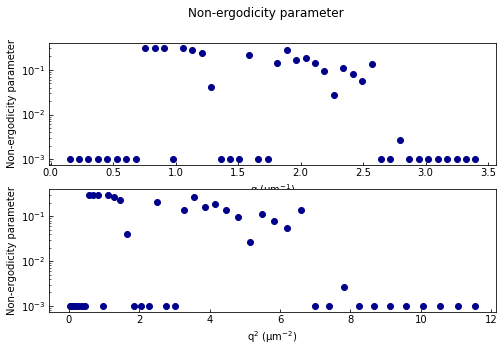 Non-ergodicity parameter
Non-ergodicity parameter
10⁻¹
10⁻²
10⁻³
0.0 0.5 1.0 1.5 2.0 2.5 3.0 3.5
q (μm⁻¹)
Non-ergodicity parameter
10⁻¹
10⁻²
10⁻³
0 2 4 6 8 10 12
q² (μm⁻²)